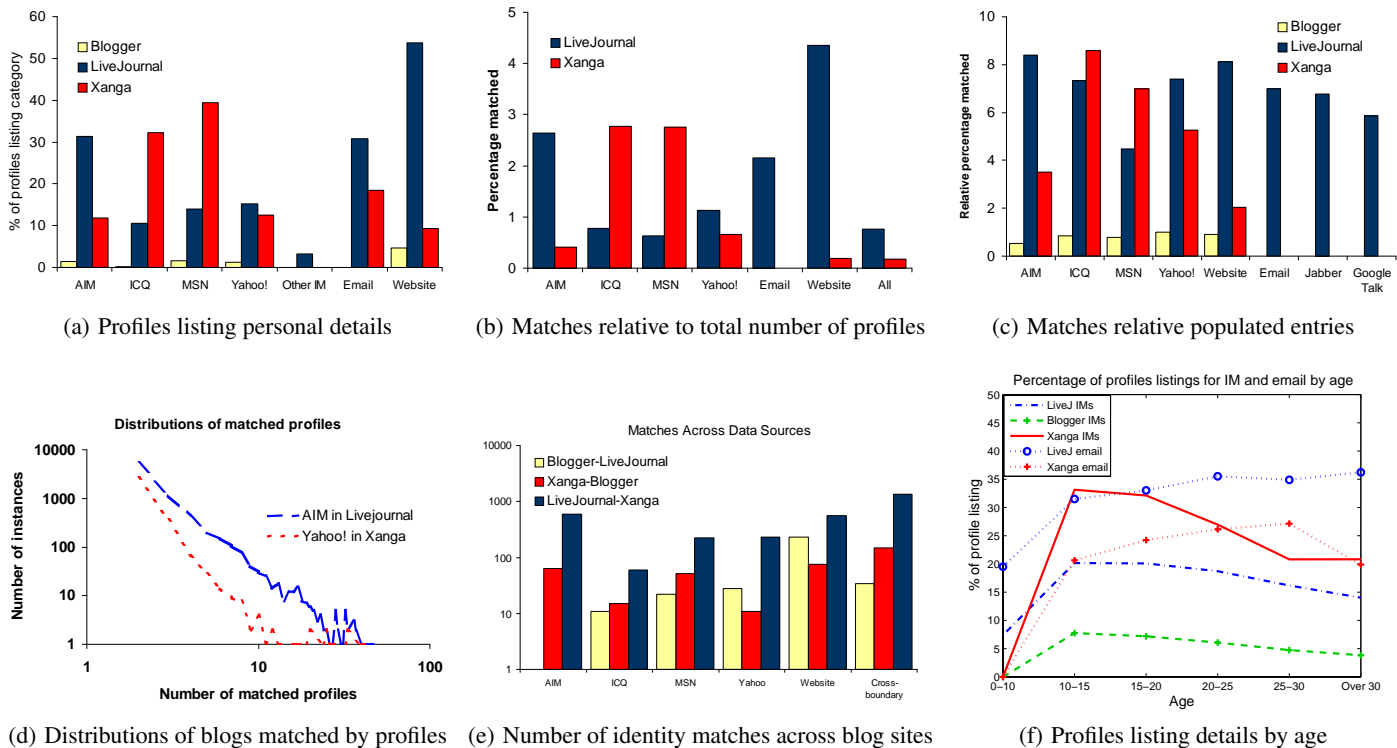 60
50
40
30
20
10
0
% of profiles listing category
Blogger
LiveJournal
Xanga
AIM ICQ MSN Yahoo! Other IM Email Website
(a) Profiles listing personal details
5
4
3
2
1
0
Percentage matched
LiveJournal
Xanga
AIM ICQ MSN Yahoo! Email Website All
(b) Matches relative to total number of profiles
10
8
6
4
2
0
Relative percentage matched
Blogger
LiveJournal
Xanga
AIM ICQ MSN Yahoo! Website Email Jabber Google
Talk
(c) Matches relative populated entries
Distributions of matched profiles
10000
1000
100
10
1
Number of instances
AIM in Livejournal
Yahoo! in Xanga
1 10 100
Number of matched profiles
(d) Distributions of blogs matched by profiles
Matches Across Data Sources
10000
1000
100
10
1
Blogger-LiveJournal
Xanga-Blogger
LiveJournal-Xanga
AIM ICQ MSN Yahoo Website Cross-
boundary
(e) Number of identity matches across blog sites
Percentage of profiles listings for IM and email by age
50
45
40
35
30
25
20
15
10
5
0
% of profile listing
LiveJ IMs
Blogger IMs
Xanga IMs
LiveJ email
Xanga email
0–10 10–15 15–20 20–25 25–30 Over 30
Age
(f) Profiles listing details by age